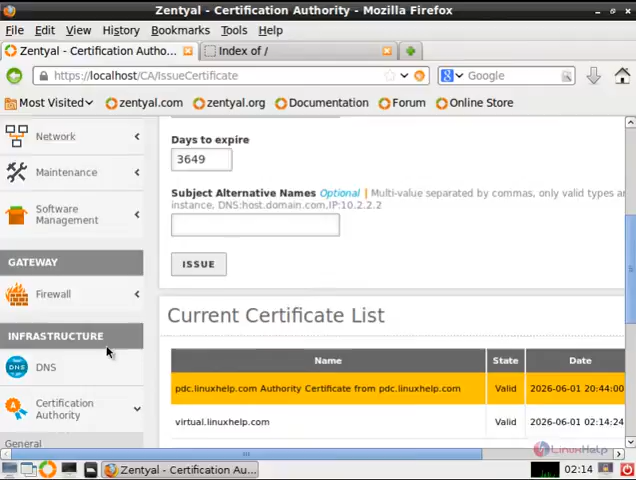 Zentyal - Certification Authority - Mozilla Firefox
File Edit View History Bookmarks Tools Help
Zentyal - Certification Autho...
Index of /
https://localhost/CA/IssueCertificate
Google
Most Visited
zentyal.com
zentyal.org
Documentation
Forum
Online Store
Network
Maintenance
Software
Management
GATEWAY
Firewall
INFRASTRUCTURE
DNS
Certification
Authority
General
Days to expire
3649
Subject Alternative Names Optional | Multi-value separated by commas, only valid types ar
instance, DNS:host.domain.com,IP:10.2.2.2
ISSUE
Current Certificate List
Name State Date
pdc.linuxhelp.com Authority Certificate from pdc.linuxhelp.com Valid 2026-06-01 20:44:00
virtual.linuxhelp.com Valid 2026-06-01 02:14:24
LinuxHelp
Zentyal - Certification Au...
02:14